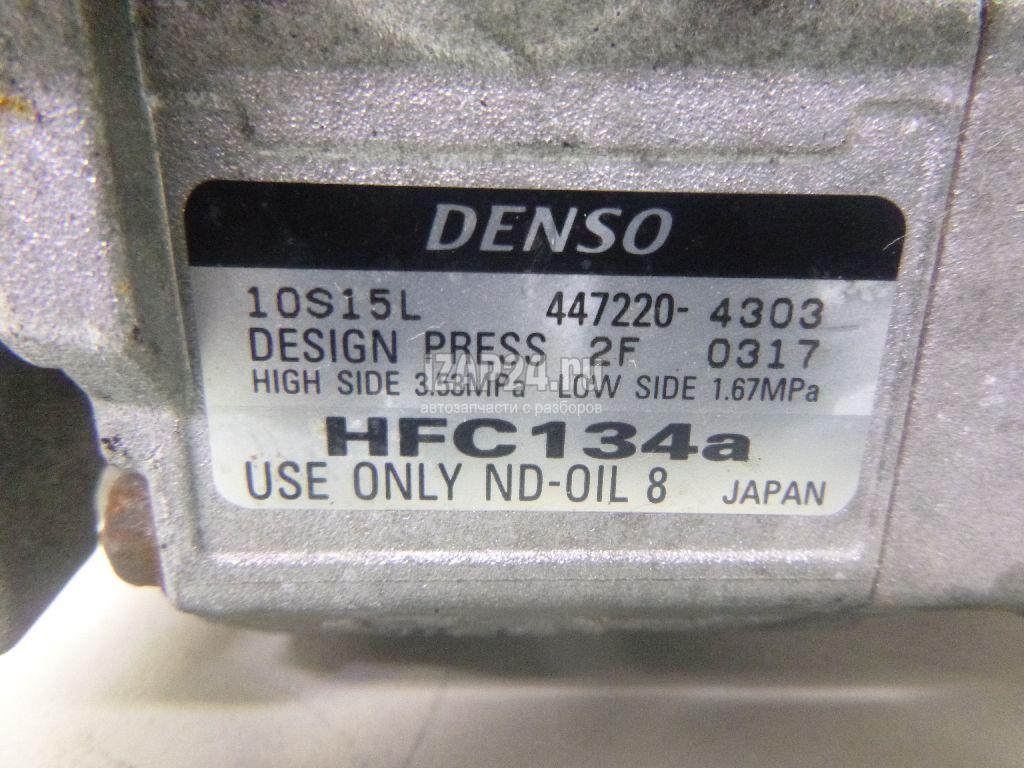 DENSO
10S15L 447220- 4303
DESIGN PRESS 2F 0317
iZAP24.ru
HIGH SIDE 3.53MPa LOW SIDE 1.67MPa
автозапчасти с разборов
HFC134a
USE ONLY ND-OIL 8 JAPAN